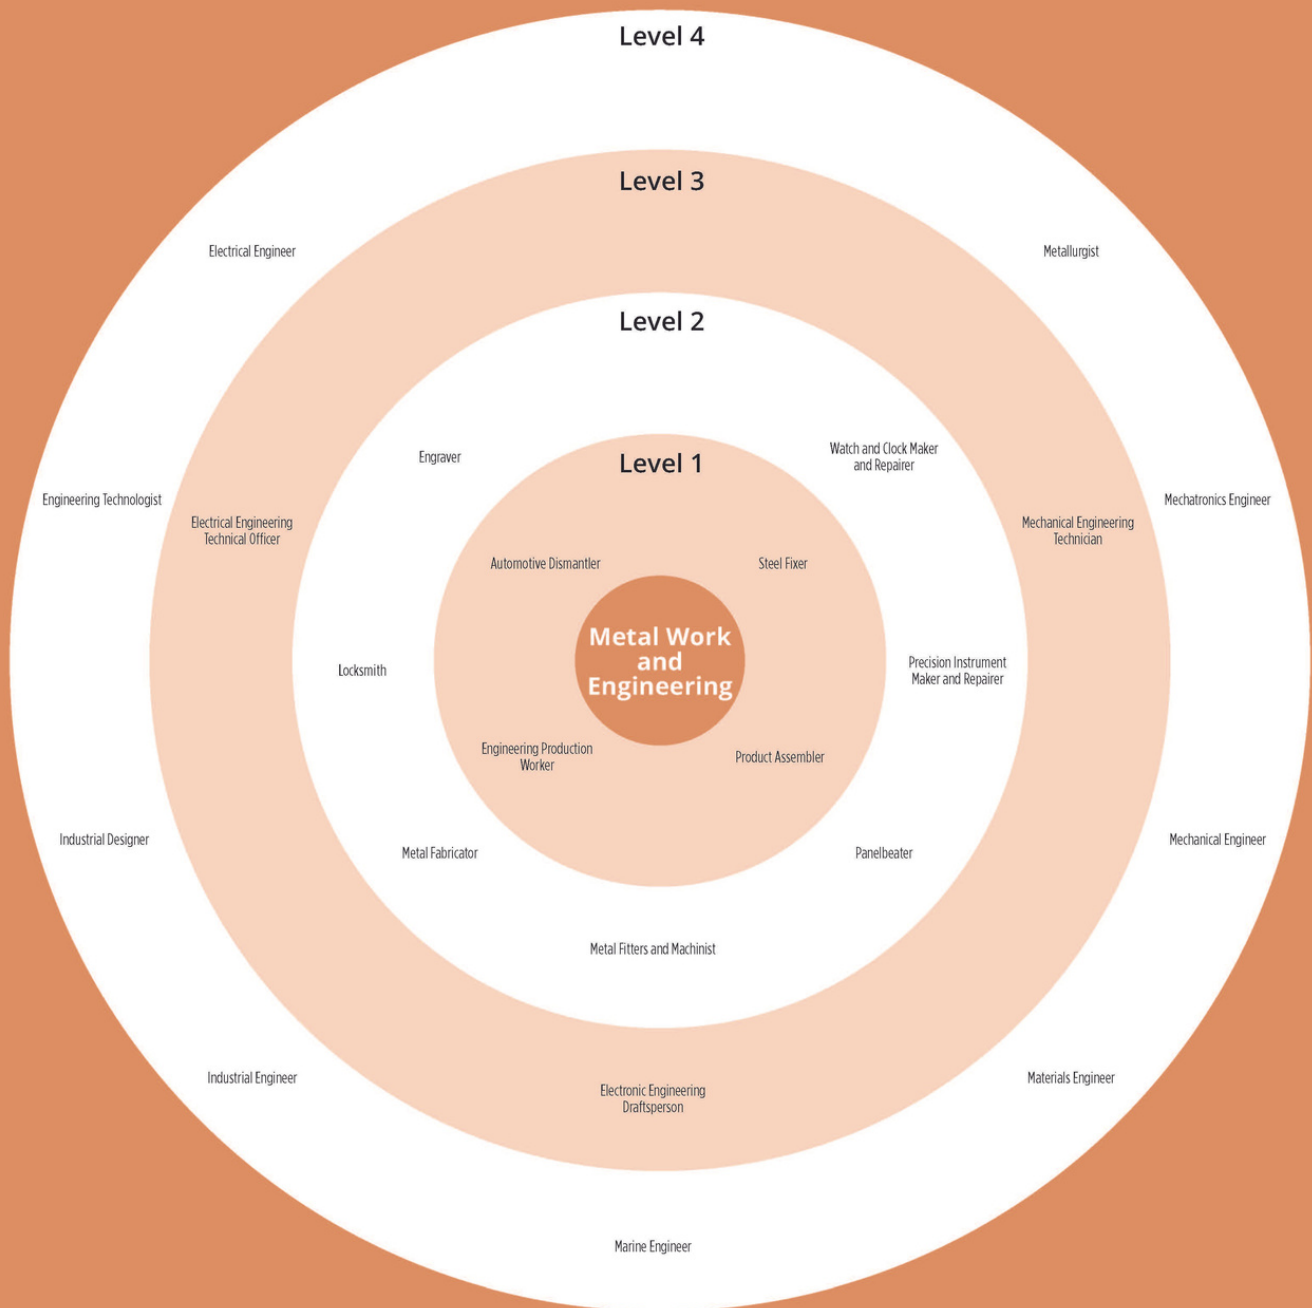 Level 4
Electrical Engineer
Metallurgist
Engineering Technologist
Mechatronics Engineer
Industrial Designer
Mechanical Engineer
Industrial Engineer
Materials Engineer
Marine Engineer
Level 3
Electrical Engineering
Technical Officer
Mechanical Engineering
Technician
Electronic Engineering
Draftsperson
Level 2
Engraver
Watch and Clock Maker
and Repairer
Locksmith
Precision Instrument
Maker and Repairer
Metal Fabricator
Panelbeater
Metal Fitters and Machinist
Level 1
Automotive Dismantler
Steel Fixer
Engineering Production
Worker
Product Assembler
Metal Work
and
Engineering